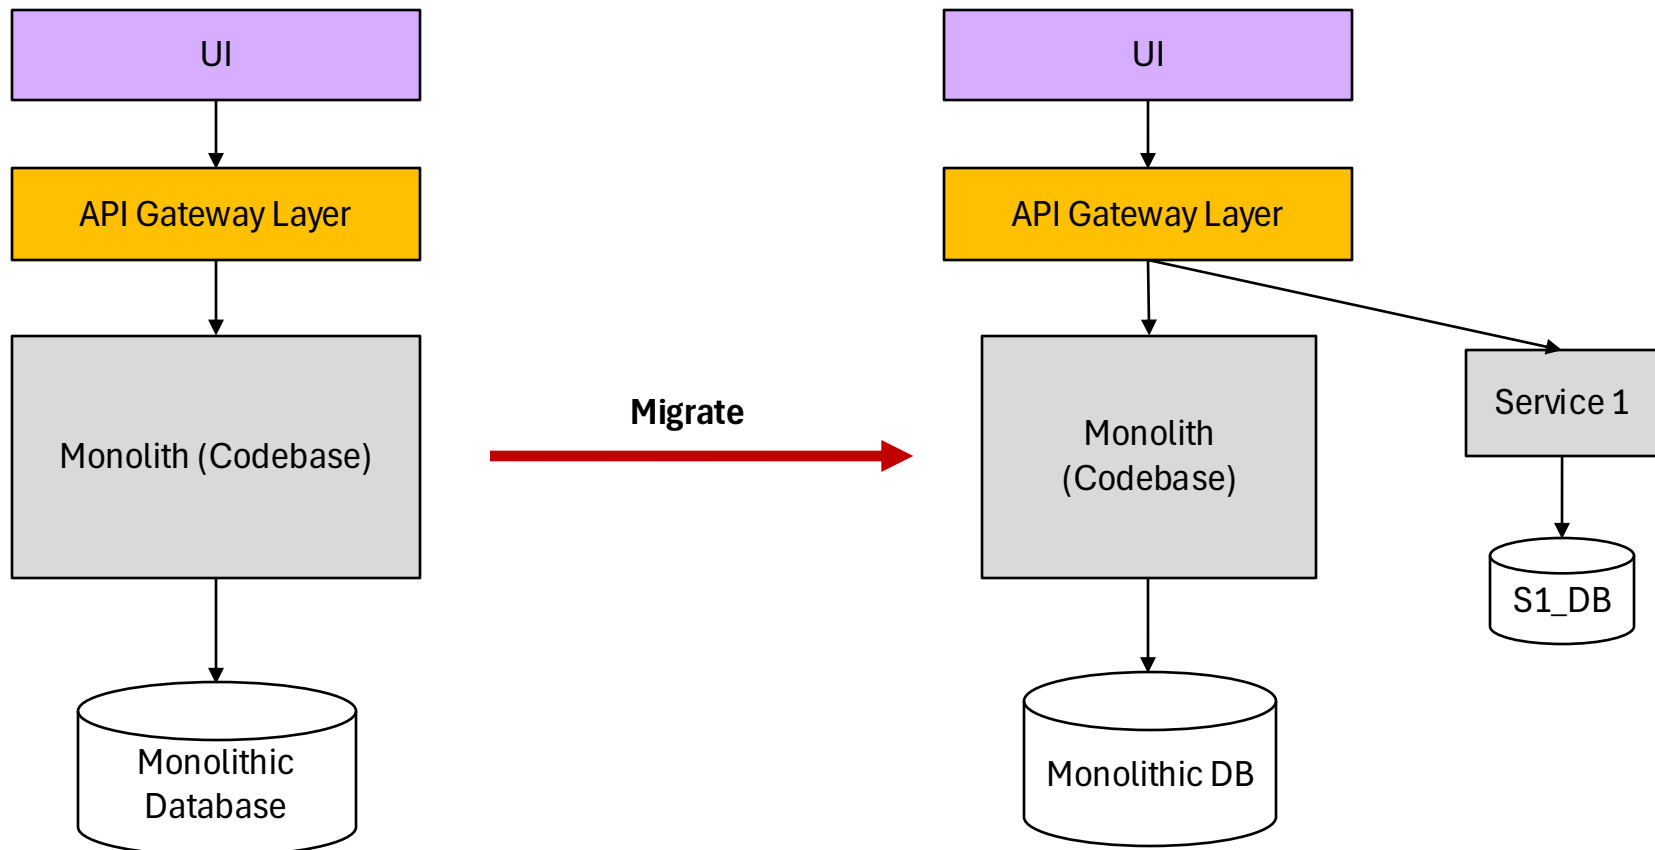 UI
API Gateway Layer
Monolith (Codebase)
Monolithic
Database
Migrate
UI
API Gateway Layer
Monolith
(Codebase)
Monolithic DB
Service 1
S1_DB